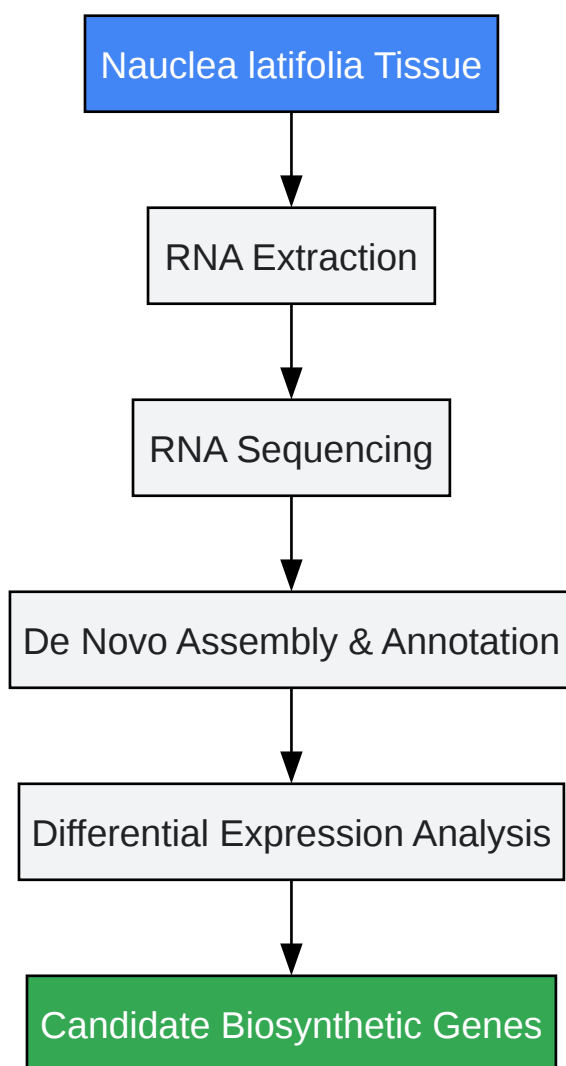 Nauclea latifolia Tissue
RNA Extraction
RNA Sequencing
De Novo Assembly & Annotation
Differential Expression Analysis
Candidate Biosynthetic Genes